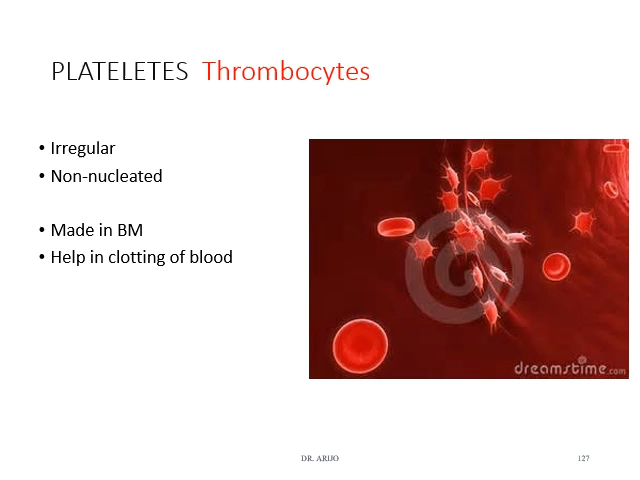 PLATELETES Thrombocytes
• Irregular
• Non-nucleated
• Made in BM
• Help in clotting of blood
dreamstime.com
DR. ARIJO
127